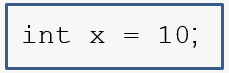 int x = 10;